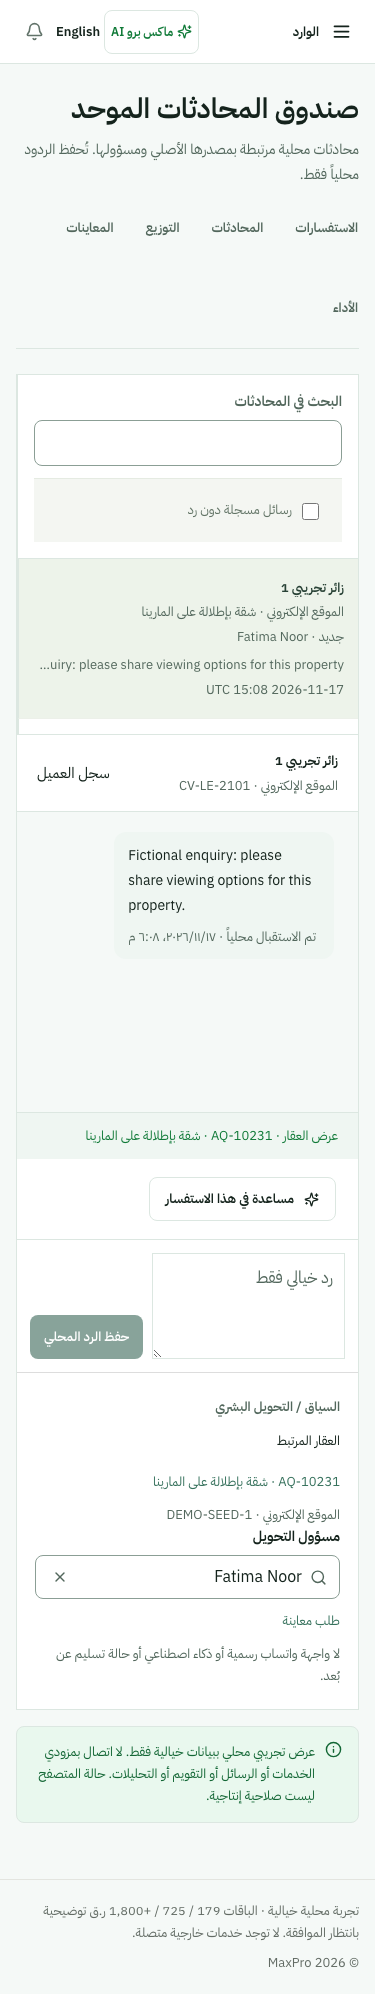 الوارد
ماكس برو AI
English
صندوق المحادثات الموحد
محادثات محلية مرتبطة بمصدرها الأصلي ومسؤولها. تُحفظ الردود
محلياً فقط.
الاستفسارات
المحادثات
التوزيع
المعاينات
الأداء
البحث في المحادثات
رسائل مسجلة دون رد
زائر تجريبي 1
الموقع الإلكتروني · شقة بإطلالة على المارينا
جديد · Fatima Noor
...uiry: please share viewing options for this property
2026-11-17 15:08 UTC
زائر تجريبي 1
الموقع الإلكتروني · CV-LE-2101
سجل العميل
Fictional enquiry: please
share viewing options for this
property.
تم الاستقبال محلياً · ٢٠٢٦/١١/١٧، ٦:٠٨ م
عرض العقار · AQ-10231 · شقة بإطلالة على المارينا
مساعدة في هذا الاستفسار
رد خيالي فقط
حفظ الرد المحلي
السياق / التحويل البشري
العقار المرتبط
AQ-10231 · شقة بإطلالة على المارينا
الموقع الإلكتروني · DEMO-SEED-1
مسؤول التحويل
Fatima Noor
طلب معاينة
لا واجهة واتساب رسمية أو ذكاء اصطناعي أو حالة تسليم عن
بُعد.
عرض تجريبي محلي ببيانات خيالية فقط. لا اتصال بمزودي
الخدمات أو الرسائل أو التقويم أو التحليلات. حالة المتصفح
ليست صلاحية إنتاجية.
تجربة محلية خيالية · الباقات 179 / 725 / +1,800 ر.ق توضيحية
بانتظار الموافقة. لا توجد خدمات خارجية متصلة.
© 2026 MaxPro